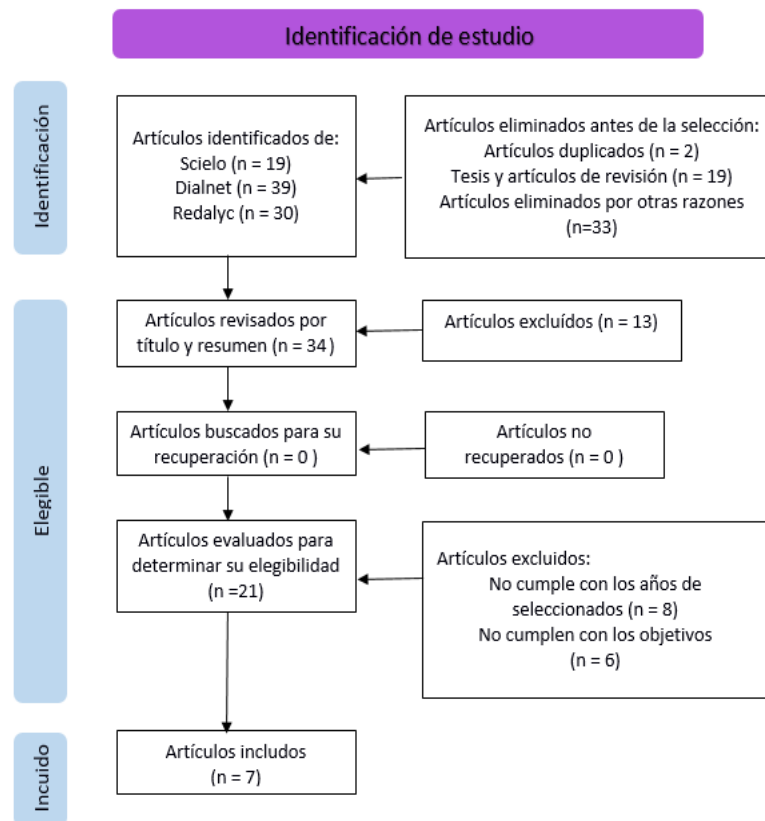 Identificación de estudio
Identificación
Artículos identificados de:
Scielo (n = 19)
Dialnet (n = 39)
Redalyc (n = 30)
Artículos eliminados antes de la selección:
Artículos duplicados (n = 2)
Tesis y artículos de revisión (n = 19)
Artículos eliminados por otras razones
(n=33)
Elegible
Artículos revisados por
título y resumen (n = 34 )
Artículos excluídos (n = 13)
Artículos buscados para su
recuperación (n = 0 )
Artículos no
recuperados (n = 0 )
Artículos evaluados para
determinar su elegibilidad
(n =21)
Artículos excluidos:
No cumple con los años de
seleccionados (n = 8)
No cumplen con los objetivos
(n = 6)
Incuido
Artículos includos
(n = 7)